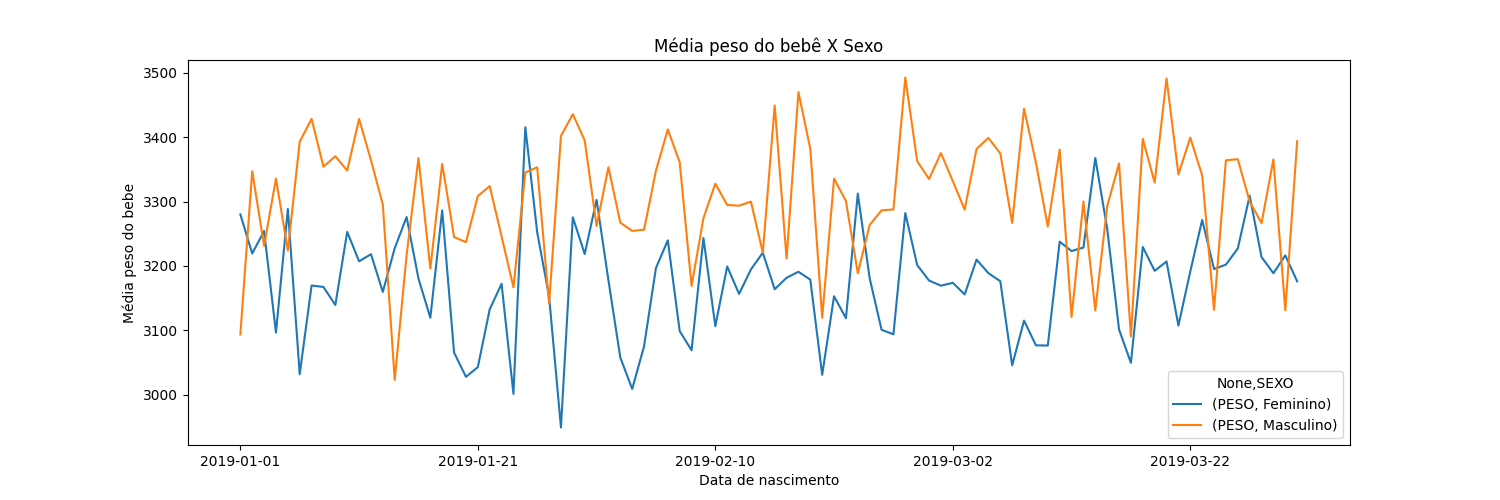 Média peso do bebê X Sexo
Média peso do bebe
3500
3400
3300
3200
3100
3000
None,SEXO
(PESO, Feminino)
(PESO, Masculino)
2019-01-01 2019-01-21 2019-02-10 2019-03-02 2019-03-22
Data de nascimento